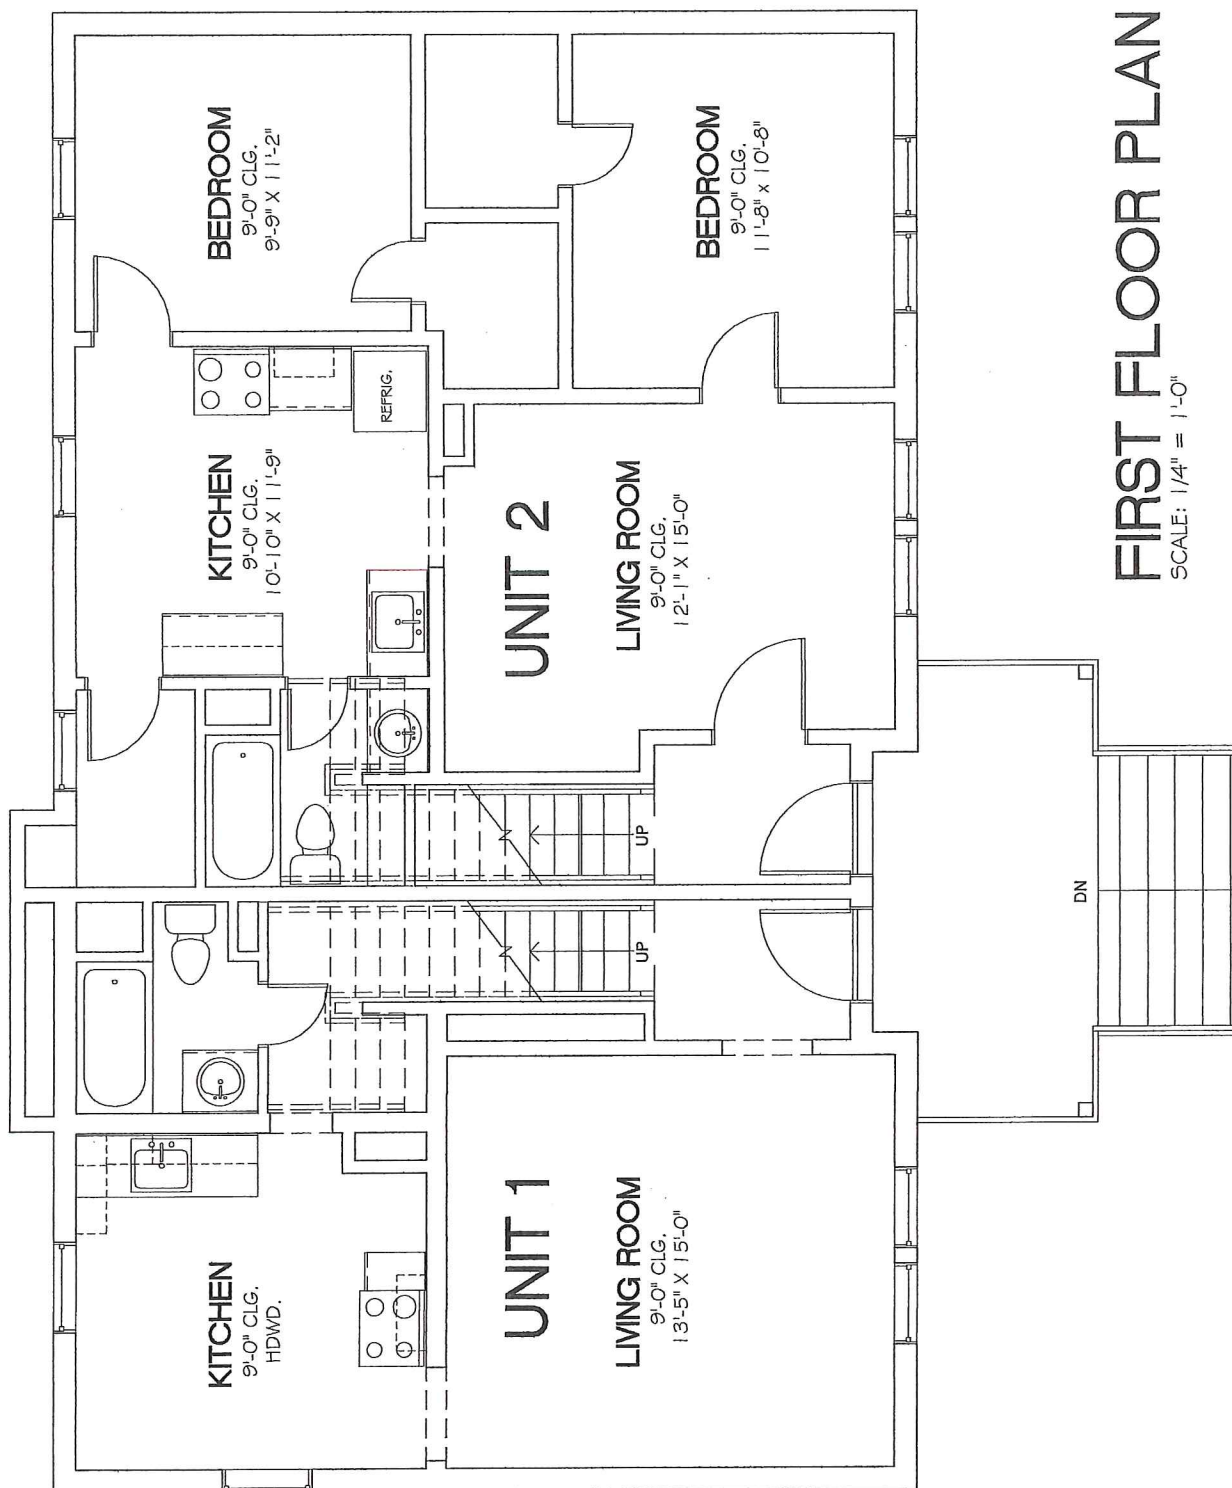 BEDROOM
9'-0" CLG.
9'-9" X 11'-2"
BEDROOM
9'-0" CLG.
11'-8" x 10'-8"
REFRIG.
KITCHEN
9'-0" CLG.
10'-10" X 11'-9"
UNIT 2
LIVING ROOM
9'-0" CLG.
12'-1" X 15'-0"
UP
UP
DN
KITCHEN
9'-0" CLG.
HDWD.
UNIT 1
LIVING ROOM
9'-0" CLG.
13'-5" X 15'-0"
FIRST FLOOR PLAN
SCALE: 1/4" = 1'-0"